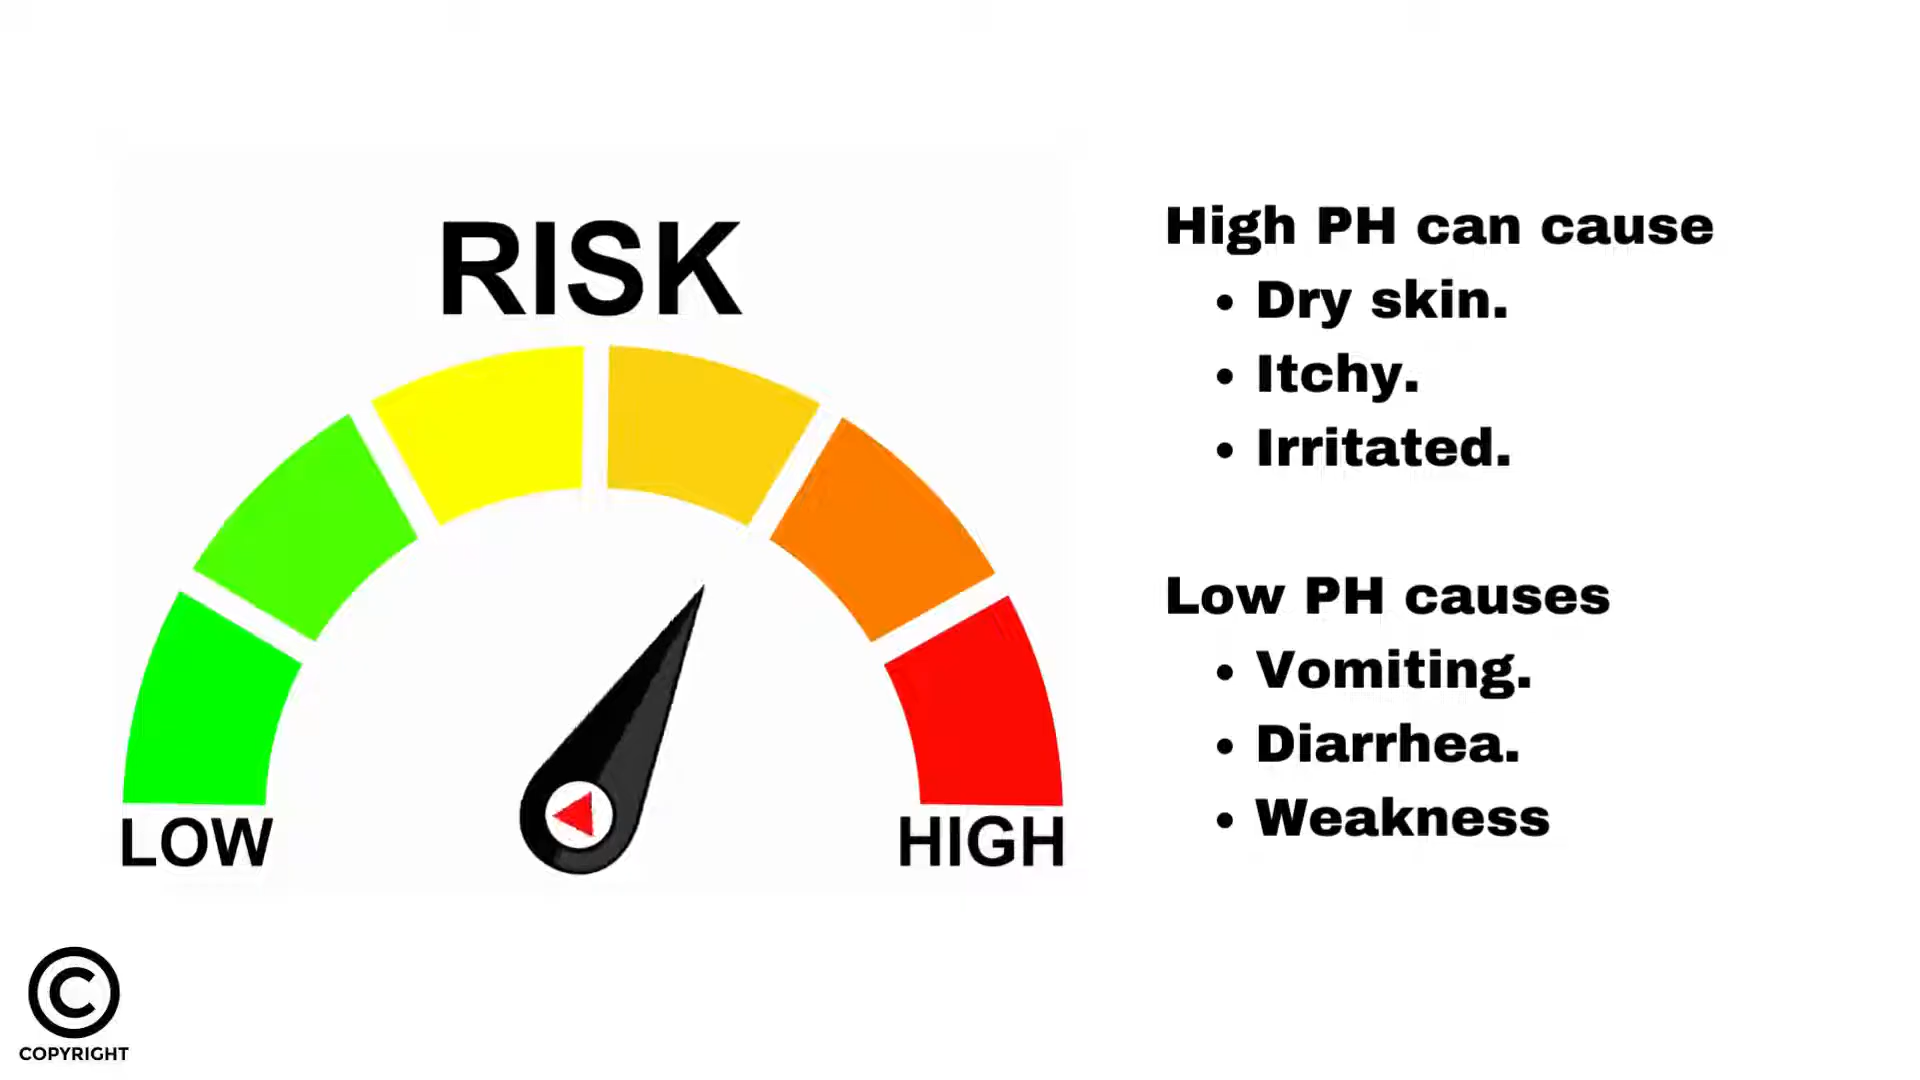 RISK
LOW
HIGH
High PH can cause
• Dry skin.
• Itchy.
• Irritated.
Low PH causes
• Vomiting.
• Diarrhea.
• Weakness
©
COPYRIGHT